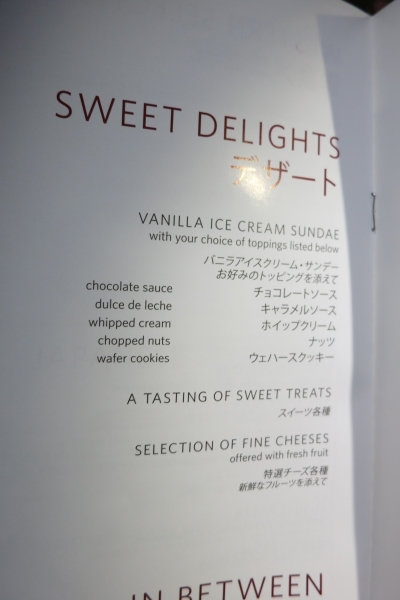 SWEET DELIGHTS
デザート
VANILLA ICE CREAM SUNDAE
with your choice of toppings listed below
バニラアイスクリーム・サンデー
お好みのトッピングを添えて
chocolate sauce チョコレートソース
dulce de leche キャラメルソース
whipped cream ホイップクリーム
chopped nuts ナッツ
wafer cookies ウェハースクッキー
A TASTING OF SWEET TREATS
スイーツ各種
SELECTION OF FINE CHEESES
offered with fresh fruit
特選チーズ各種
新鮮なフルーツを添えて
IN BETWEEN